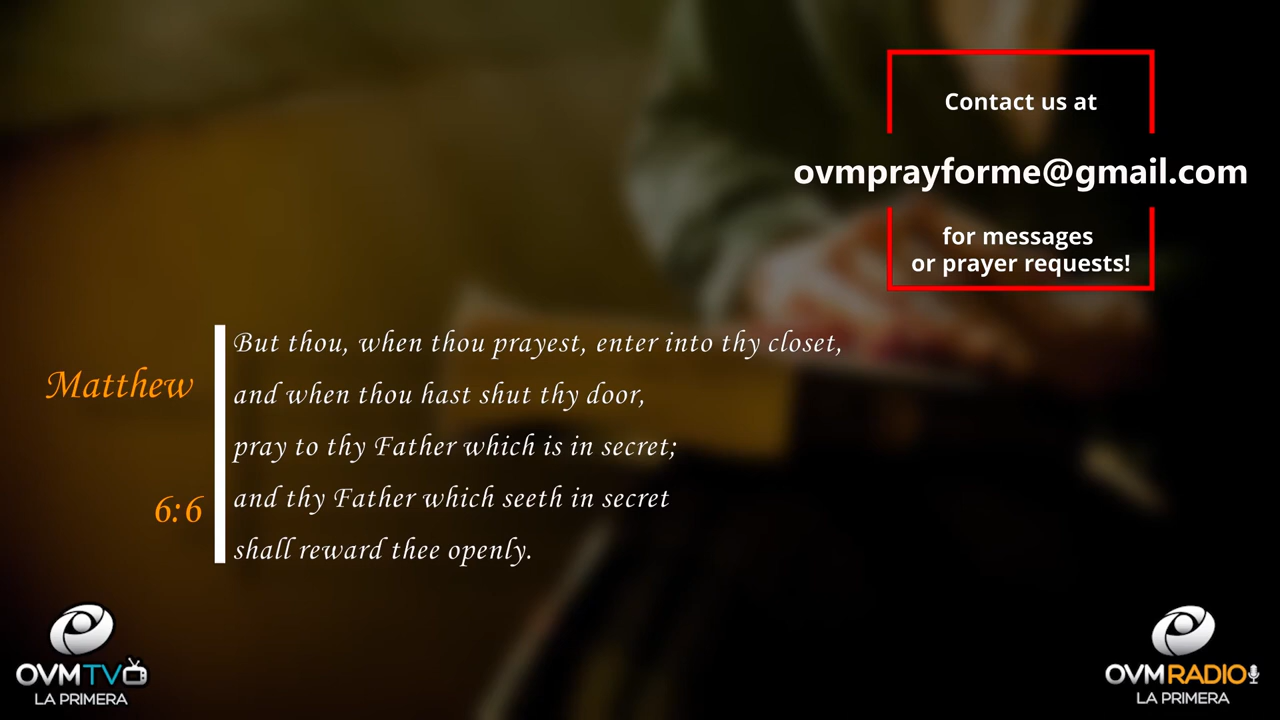 Contact us at
ovmprayforme@gmail.com
for messages
or prayer requests!
Matthew
6:6
But thou, when thou prayest, enter into thy closet,
and when thou hast shut thy door,
pray to thy Father which is in secret;
and thy Father which seeth in secret
shall reward thee openly.
OVMTV
LA PRIMERA
OVMRADIO
LA PRIMERA